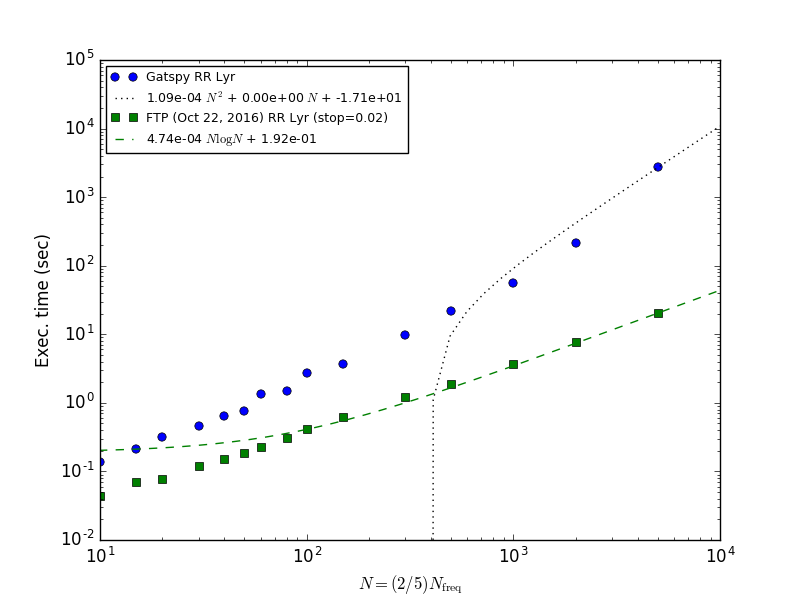 10^5
10^4
10^3
10^2
10^1
10^0
10^-1
10^-2
Exec. time (sec)
Gatspy RR Lyr
1.09e-04 N^2 + 0.00e+00 N + -1.71e+01
FTP (Oct 22, 2016) RR Lyr (stop=0.02)
4.74e-04 NlogN + 1.92e-01
10^1 10^2 10^3 10^4
N = (2/5)N_freq